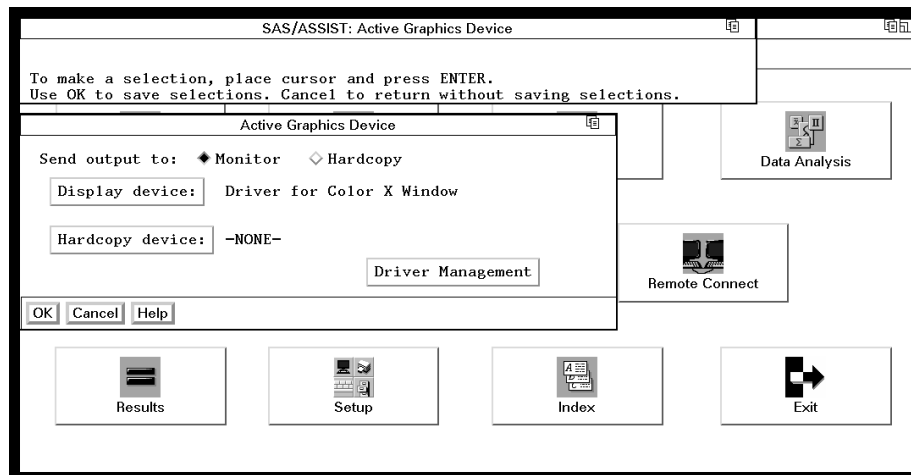 SAS/ASSIST: Active Graphics Device
To make a selection, place cursor and press ENTER.
Use OK to save selections. Cancel to return without saving selections.
Active Graphics Device
Send output to: Monitor Hardcopy
Display device: Driver for Color X Window
Hardcopy device: -NONE-
Driver Management
OK Cancel Help
Data Analysis
Remote Connect
Results Setup Index Exit